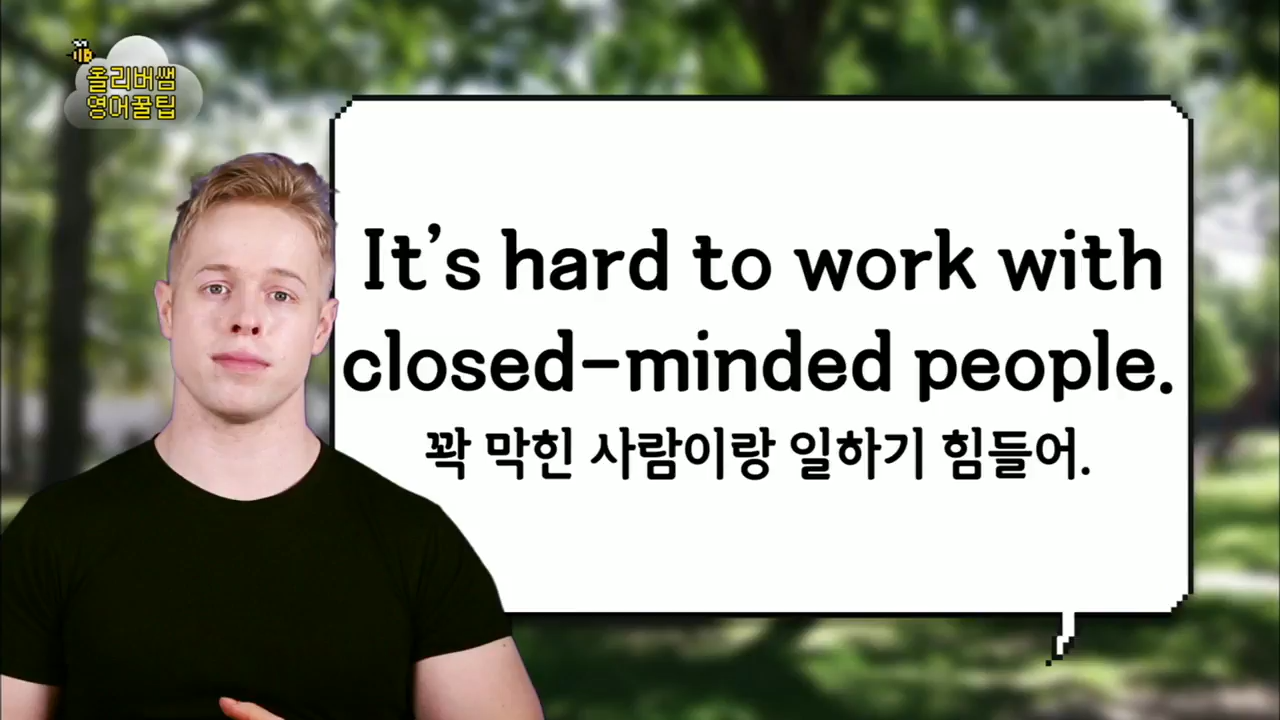 올리버쌤
영어꿀팁
It's hard to work with
closed-minded people.
꽉 막힌 사람이랑 일하기 힘들어.